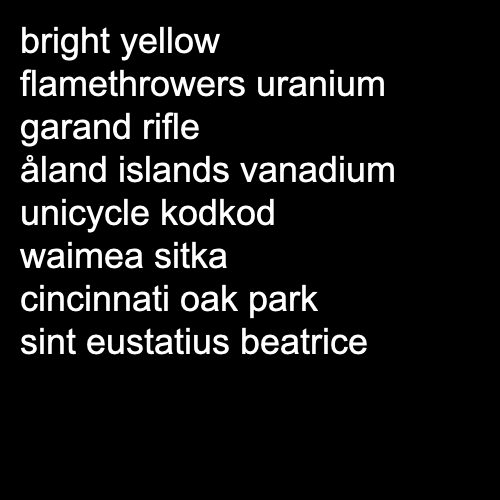 bright yellow
flamethrowers uranium
garand rifle
åland islands vanadium
unicycle kodkod
waimea sitka
cincinnati oak park
sint eustatius beatrice